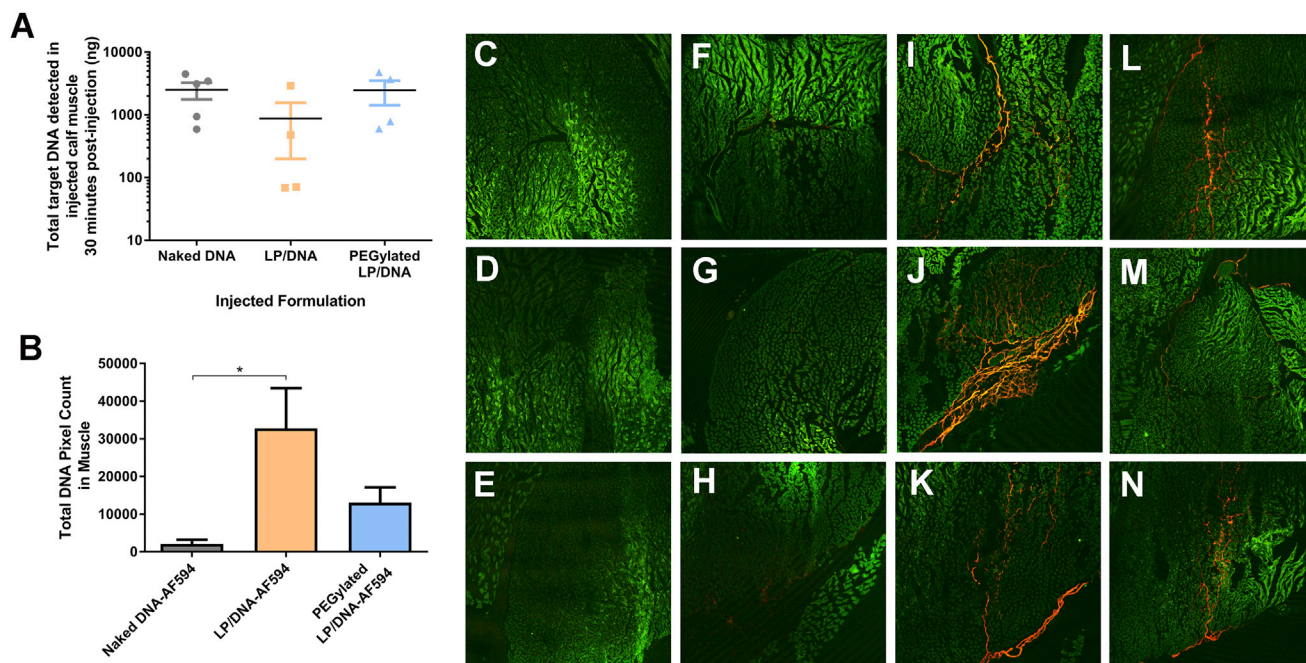 A
Total target DNA detected in
injected calf muscle
30 minutes post-injection (ng)
10000
1000
100
10
Naked DNA
LP/DNA
PEGylated
LP/DNA
Injected Formulation
B
Total DNA Pixel Count
in Muscle
50000
40000
30000
20000
10000
0
*
Naked DNA-AF594
LP/DNA-AF594
PEGylated
LP/DNA-AF594
C
F
I
L
D
G
J
M
E
H
K
N